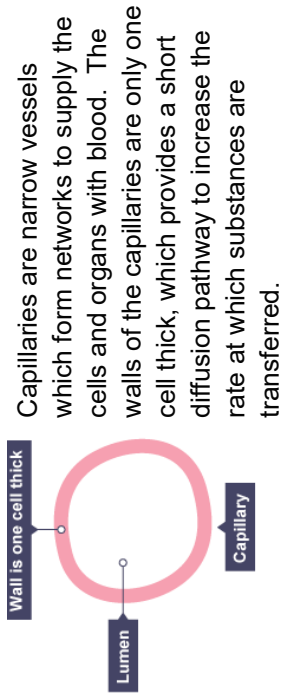 Wall is one cell thick
Lumen
Capillary
Capillaries are narrow vessels
which form networks to supply the
cells and organs with blood.  The
walls of the capillaries are only one
cell thick, which provides a short
diffusion pathway to increase the
rate at which substances are
transferred.